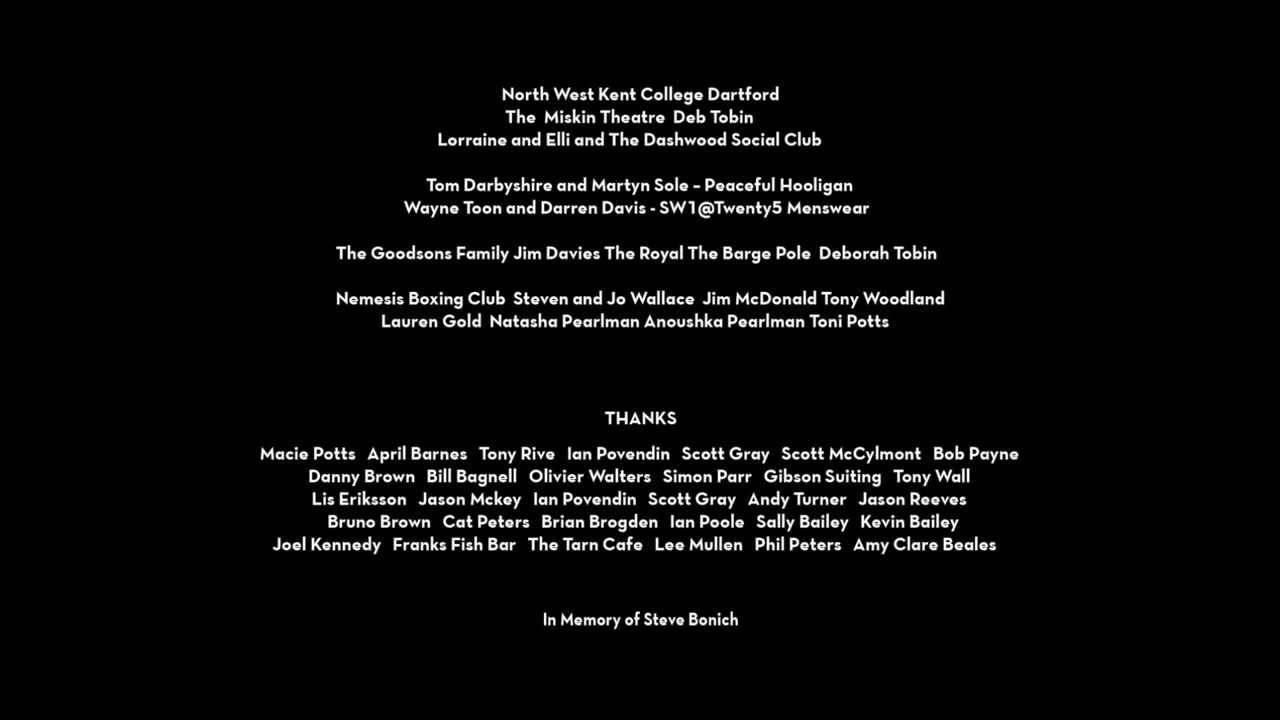 North West Kent College Dartford
The Miskin Theatre Deb Tobin
Lorraine and Elli and The Dashwood Social Club
Tom Darbyshire and Martyn Sole – Peaceful Hooligan
Wayne Toon and Darren Davis - SW1@Twenty5 Menswear
The Goodsons Family Jim Davies The Royal The Barge Pole Deborah Tobin
Nemesis Boxing Club Steven and Jo Wallace Jim McDonald Tony Woodland
Lauren Gold Natasha Pearlman Anoushka Pearlman Toni Potts
THANKS
Macie Potts April Barnes Tony Rive Ian Povendin Scott Gray Scott McCylmont Bob Payne
Danny Brown Bill Bagnell Olivier Walters Simon Parr Gibson Suiting Tony Wall
Lis Eriksson Jason Mckey Ian Povendin Scott Gray Andy Turner Jason Reeves
Bruno Brown Cat Peters Brian Brogden Ian Poole Sally Bailey Kevin Bailey
Joel Kennedy Franks Fish Bar The Tarn Cafe Lee Mullen Phil Peters Amy Clare Beales
In Memory of Steve Bonich